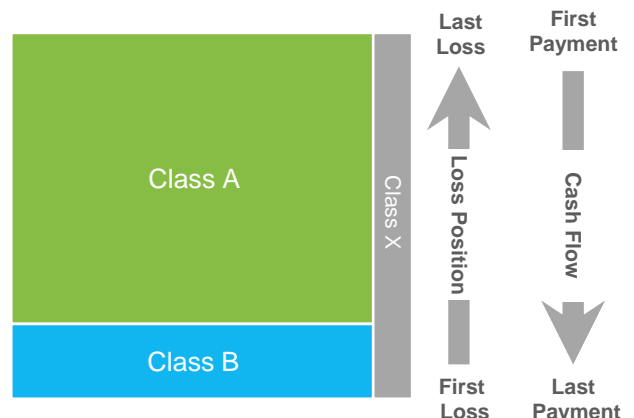 Last
Loss
First
Payment
Class A
Class X
Loss Position
Cash Flow
Class B
First
Loss
Last
Payment